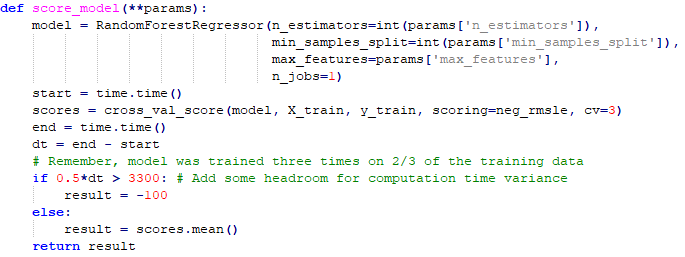 def score_model(**params):
    model = RandomForestRegressor(n_estimators=int(params['n_estimators']),
                                  min_samples_split=int(params['min_samples_split']),
                                  max_features=params['max_features'],
                                  n_jobs=1)
    start = time.time()
    scores = cross_val_score(model, X_train, y_train, scoring=neg_rmsle, cv=3)
    end = time.time()
    dt = end - start
    # Remember, model was trained three times on 2/3 of the training data
    if 0.5*dt > 3300: # Add some headroom for computation time variance
        result = -100
    else:
        result = scores.mean()
    return result